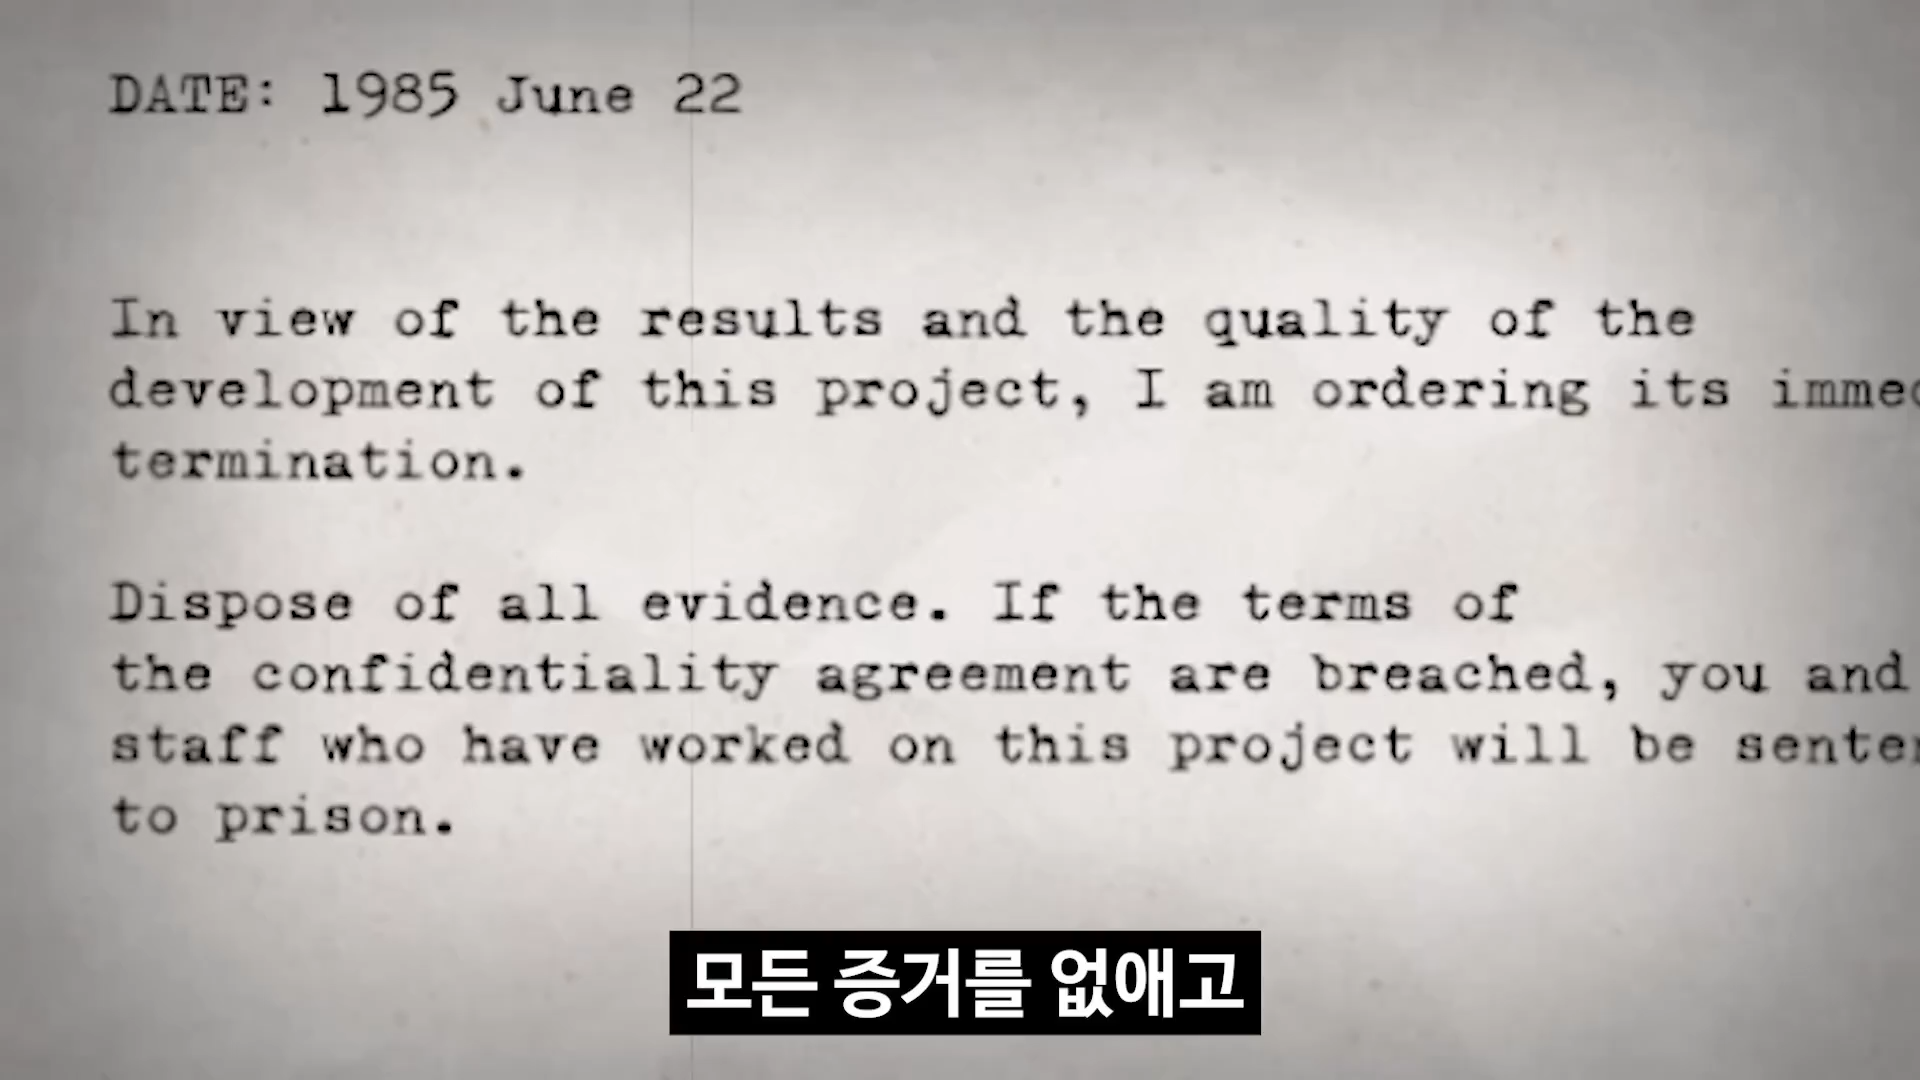 DATE: 1985 June 22
In view of the results and the quality of the
development of this project, I am ordering its
termination.
Dispose of all evidence. If the terms of
the confidentiality agreement are breached, you and
staff who have worked on this project will be
to prison.
모든 증거를 없애고